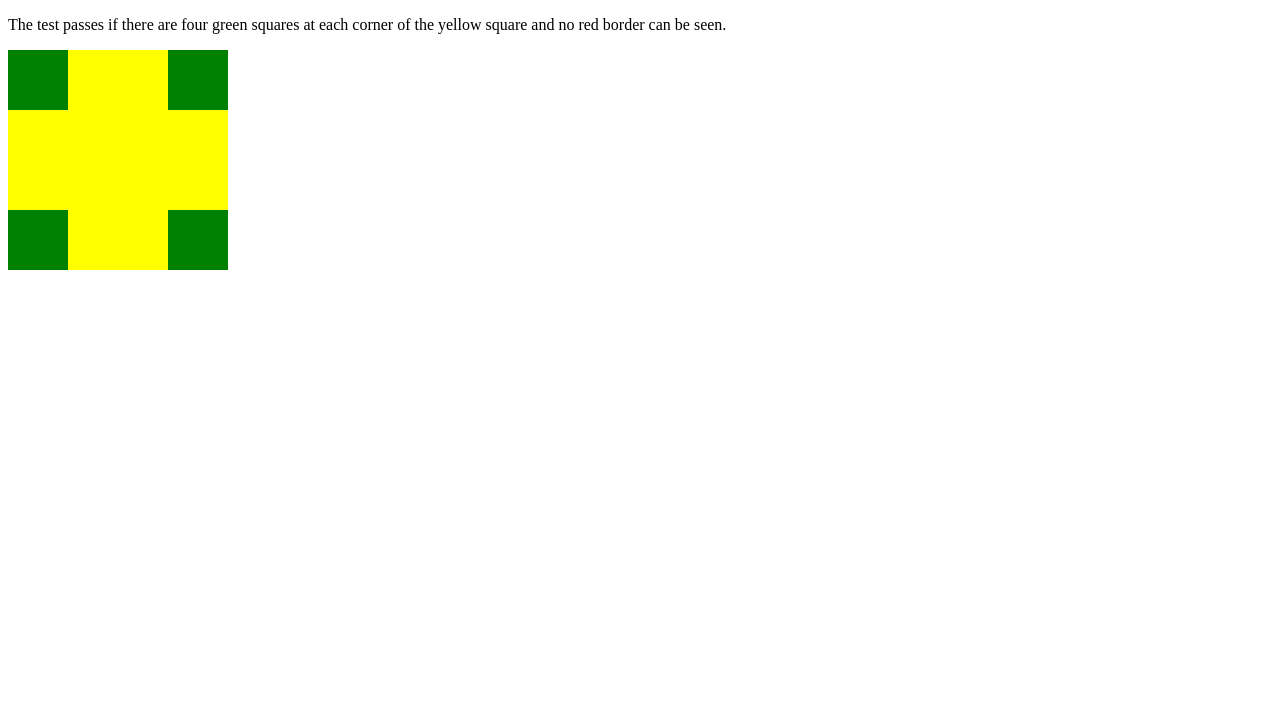 The test passes if there are four green squares at each corner of the yellow square and no red border can be seen.